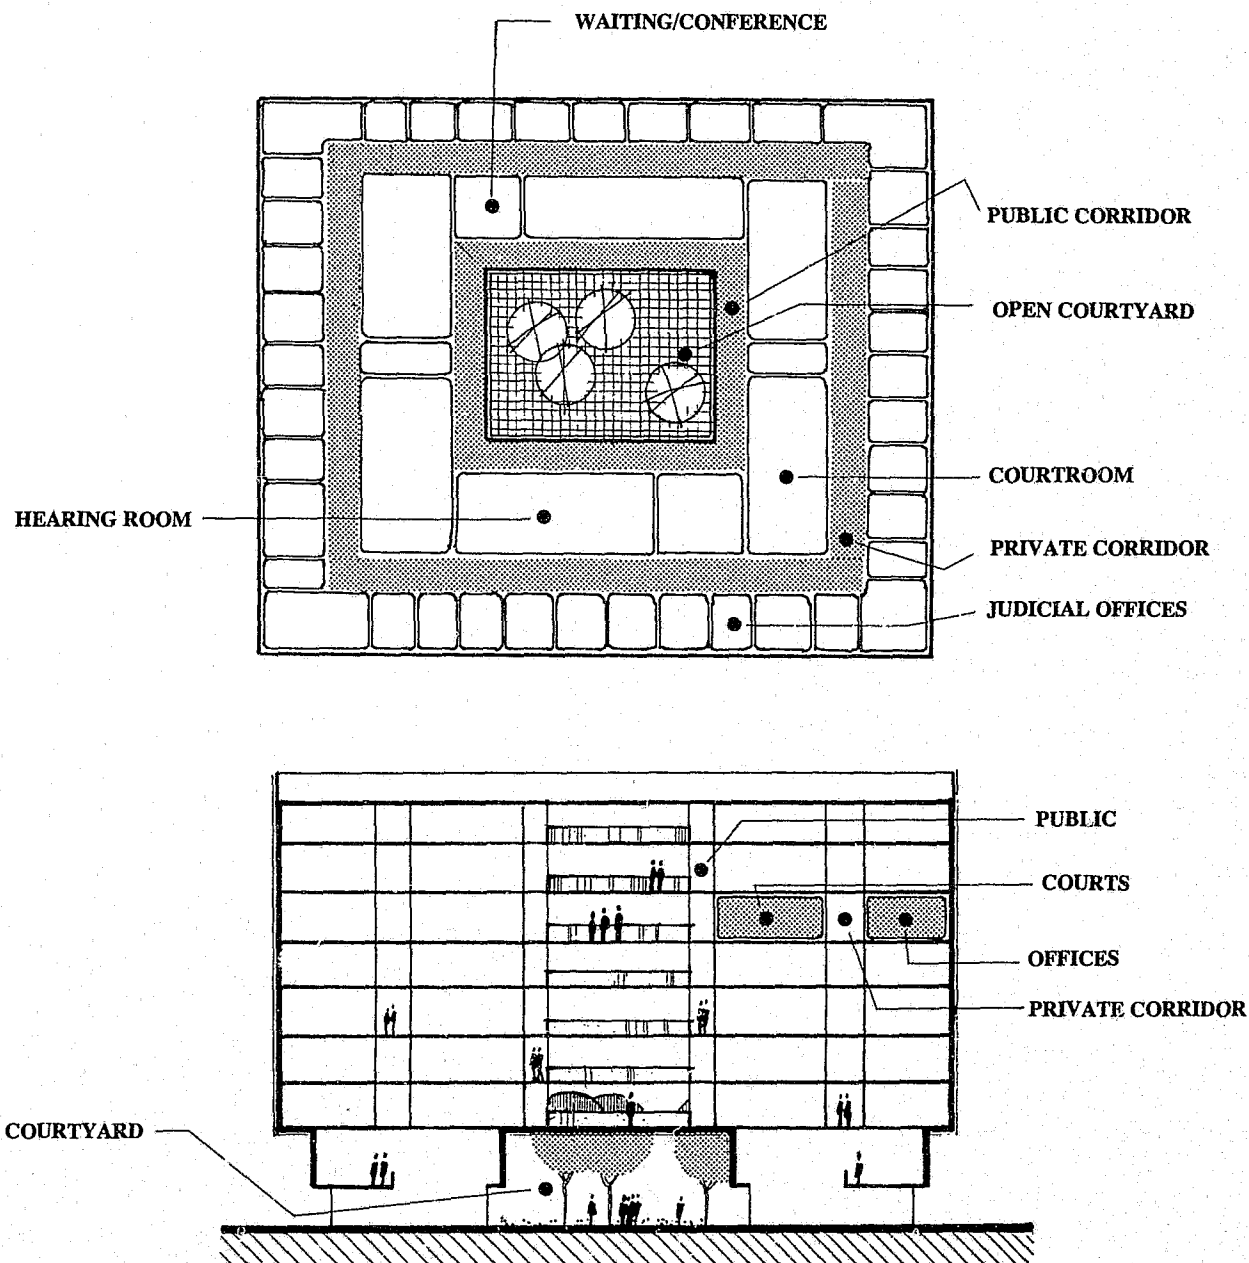 WAITING/CONFERENCE
PUBLIC CORRIDOR
OPEN COURTYARD
COURTROOM
HEARING ROOM
PRIVATE CORRIDOR
JUDICIAL OFFICES
PUBLIC
COURTS
OFFICES
PRIVATE CORRIDOR
COURTYARD